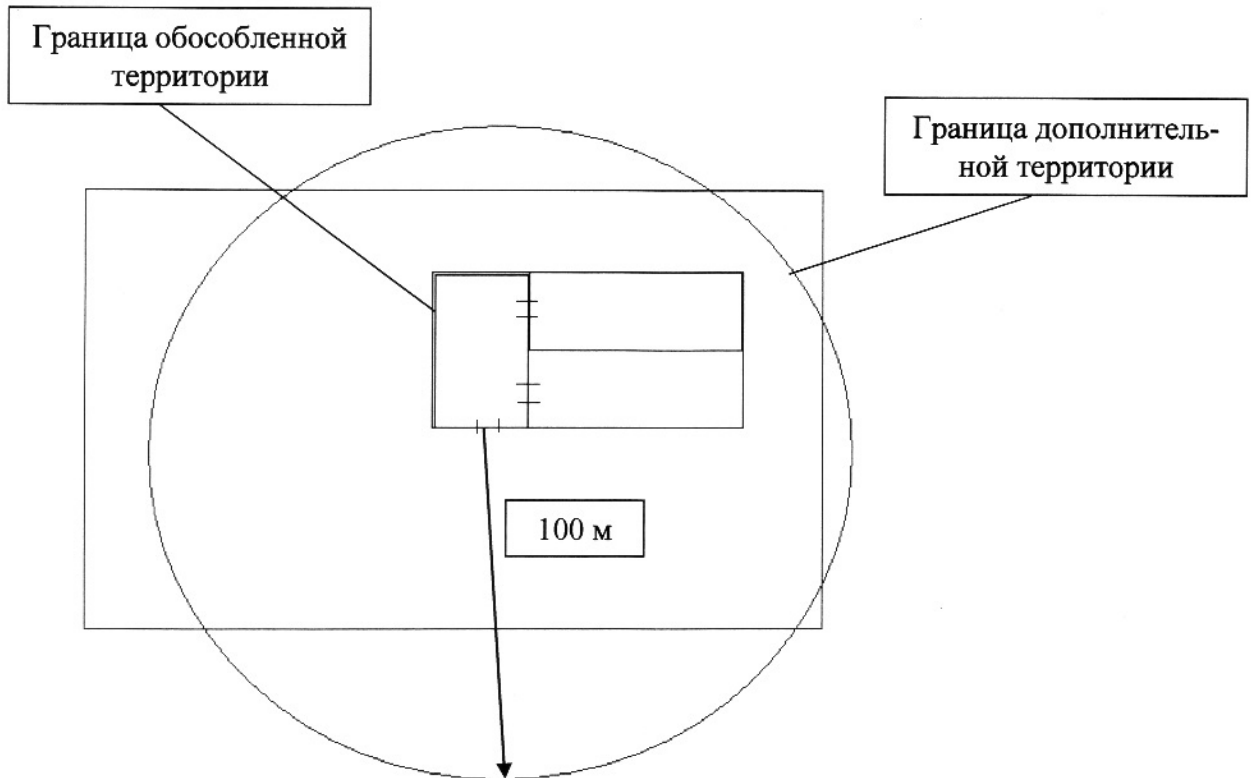 Граница обособленной
территории
Граница дополнитель-
ной территории
100 м